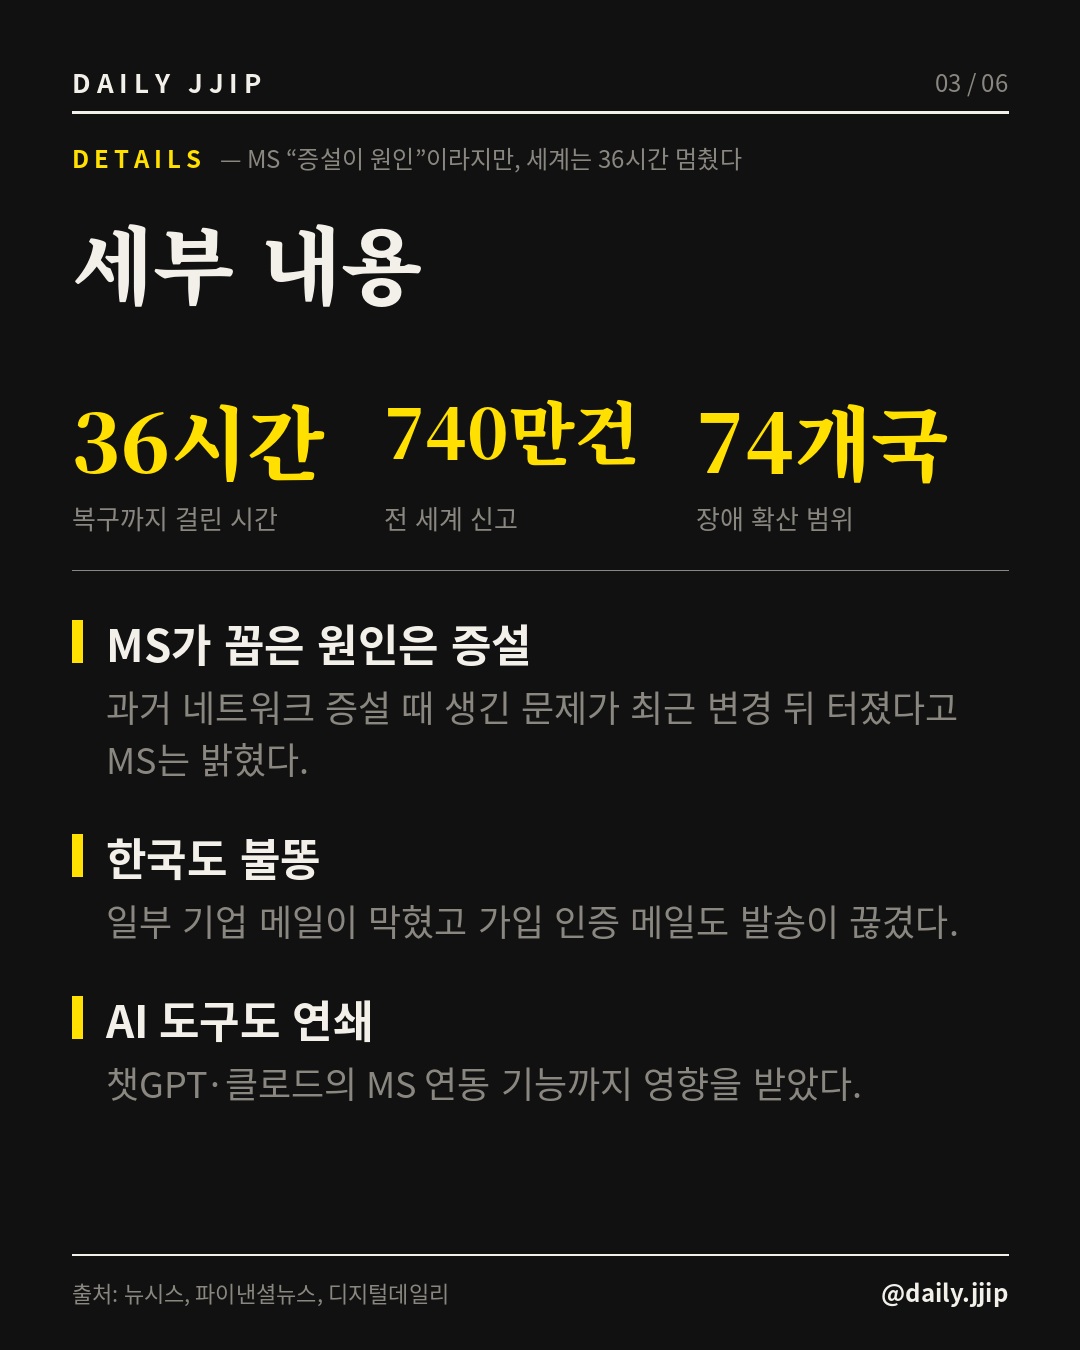 DAILY JJIP 03 / 06
DETAILS — MS “증설이 원인”이라지만, 세계는 36시간 멈췄다
세부 내용
36시간 740만건 74개국
복구까지 걸린 시간 전 세계 신고 장애 확산 범위
MS가 꼽은 원인은 증설
과거 네트워크 증설 때 생긴 문제가 최근 변경 뒤 터졌다고
MS는 밝혔다.
한국도 불똥
일부 기업 메일이 막혔고 가입 인증 메일도 발송이 끊겼다.
AI 도구도 연쇄
챗GPT·클로드의 MS 연동 기능까지 영향을 받았다.
출처: 뉴시스, 파이낸셜뉴스, 디지털데일리 @daily.jjip